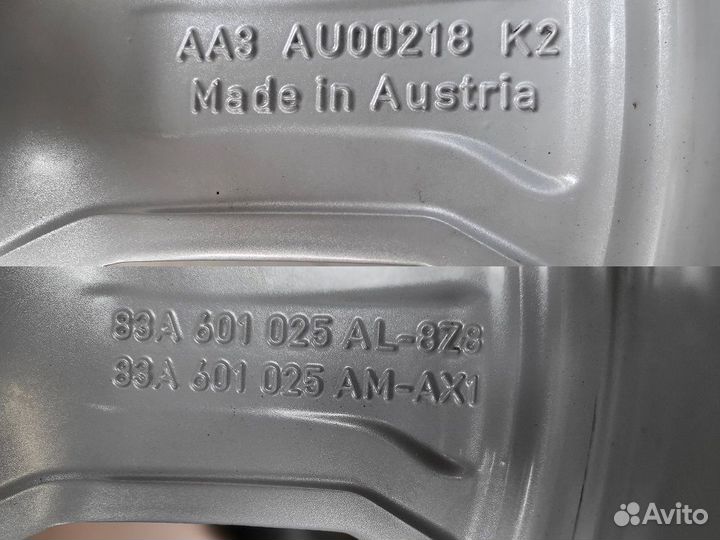 AA3 AU00218 K2
Made in Austria
83A 601 025 AL-8Z8
83A 601 025 AM-AX1
Avito